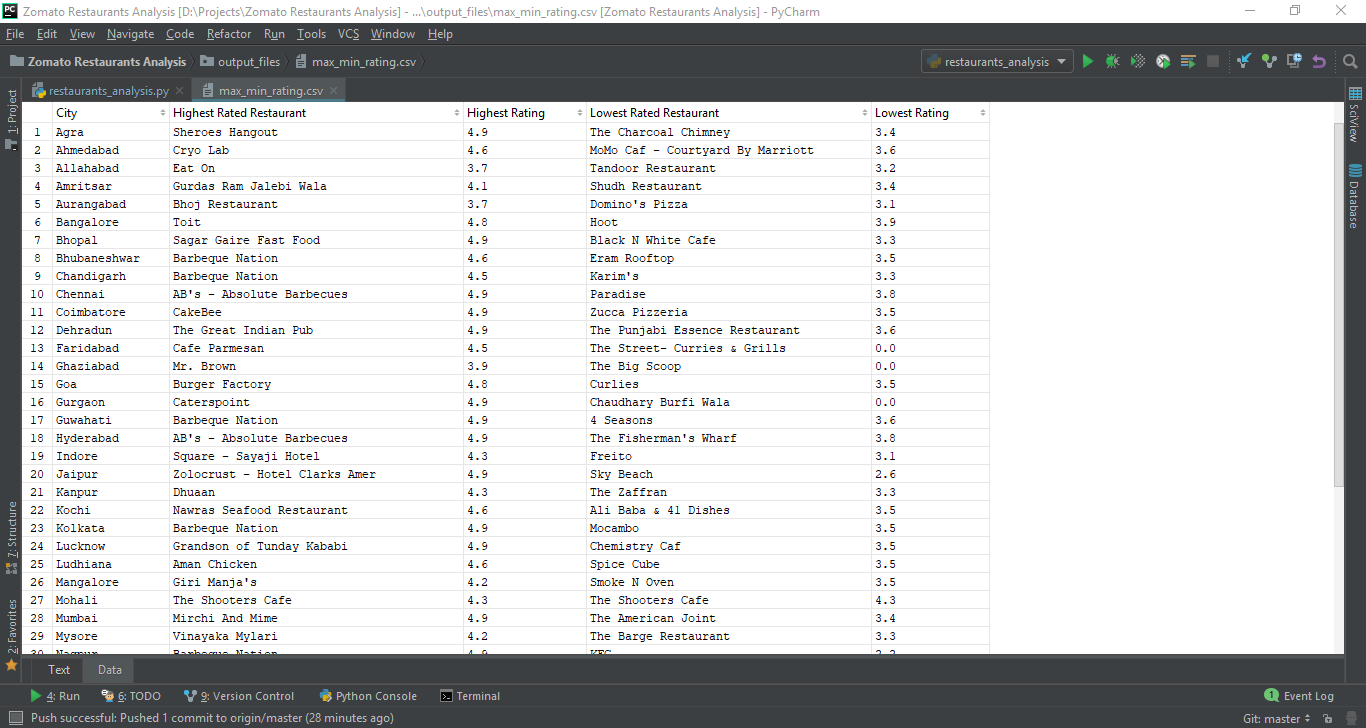 Zomato Restaurants Analysis [D:\Projects\Zomato Restaurants Analysis] - ...\output_files\max_min_rating.csv [Zomato Restaurants Analysis] - PyCharm
File Edit View Navigate Code Refactor Run Tools VCS Window Help
Zomato Restaurants Analysis output_files max_min_rating.csv restaurants_analysis
restaurants_analysis.py max_min_rating.csv
1: Project
7: Structure
2: Favorites
SciView
Database
City Highest Rated Restaurant Highest Rating Lowest Rated Restaurant Lowest Rating
1 Agra Sheroes Hangout 4.9 The Charcoal Chimney 3.4
2 Ahmedabad Cryo Lab 4.6 MoMo Caf - Courtyard By Marriott 3.6
3 Allahabad Eat On 3.7 Tandoor Restaurant 3.2
4 Amritsar Gurdas Ram Jalebi Wala 4.1 Shudh Restaurant 3.4
5 Aurangabad Bhoj Restaurant 3.7 Domino's Pizza 3.1
6 Bangalore Toit 4.8 Hoot 3.9
7 Bhopal Sagar Gaire Fast Food 4.9 Black N White Cafe 3.3
8 Bhubaneshwar Barbeque Nation 4.6 Eram Rooftop 3.5
9 Chandigarh Barbeque Nation 4.5 Karim's 3.3
10 Chennai AB's - Absolute Barbecues 4.9 Paradise 3.8
11 Coimbatore CakeBee 4.9 Zucca Pizzeria 3.5
12 Dehradun The Great Indian Pub 4.9 The Punjabi Essence Restaurant 3.6
13 Faridabad Cafe Parmesan 4.5 The Street- Curries & Grills 0.0
14 Ghaziabad Mr. Brown 3.9 The Big Scoop 0.0
15 Goa Burger Factory 4.8 Curlies 3.5
16 Gurgaon Caterspoint 4.9 Chaudhary Burfi Wala 0.0
17 Guwahati Barbeque Nation 4.9 4 Seasons 3.6
18 Hyderabad AB's - Absolute Barbecues 4.9 The Fisherman's Wharf 3.8
19 Indore Square - Sayaji Hotel 4.3 Freito 3.1
20 Jaipur Zolocrust - Hotel Clarks Amer 4.9 Sky Beach 2.6
21 Kanpur Dhuaan 4.3 The Zaffran 3.3
22 Kochi Nawras Seafood Restaurant 4.6 Ali Baba & 41 Dishes 3.5
23 Kolkata Barbeque Nation 4.9 Mocambo 3.5
24 Lucknow Grandson of Tunday Kababi 4.9 Chemistry Caf 3.5
25 Ludhiana Aman Chicken 4.6 Spice Cube 3.5
26 Mangalore Giri Manja's 4.2 Smoke N Oven 3.5
27 Mohali The Shooters Cafe 4.3 The Shooters Cafe 4.3
28 Mumbai Mirchi And Mime 4.9 The American Joint 3.4
29 Mysore Vinayaka Mylari 4.2 The Barge Restaurant 3.3
30 Nagpur Barbeque Nation 4.9 KFC
Text Data
4: Run 6: TODO 9: Version Control Python Console Terminal 1 Event Log
Push successful: Pushed 1 commit to origin/master (28 minutes ago) Git: master